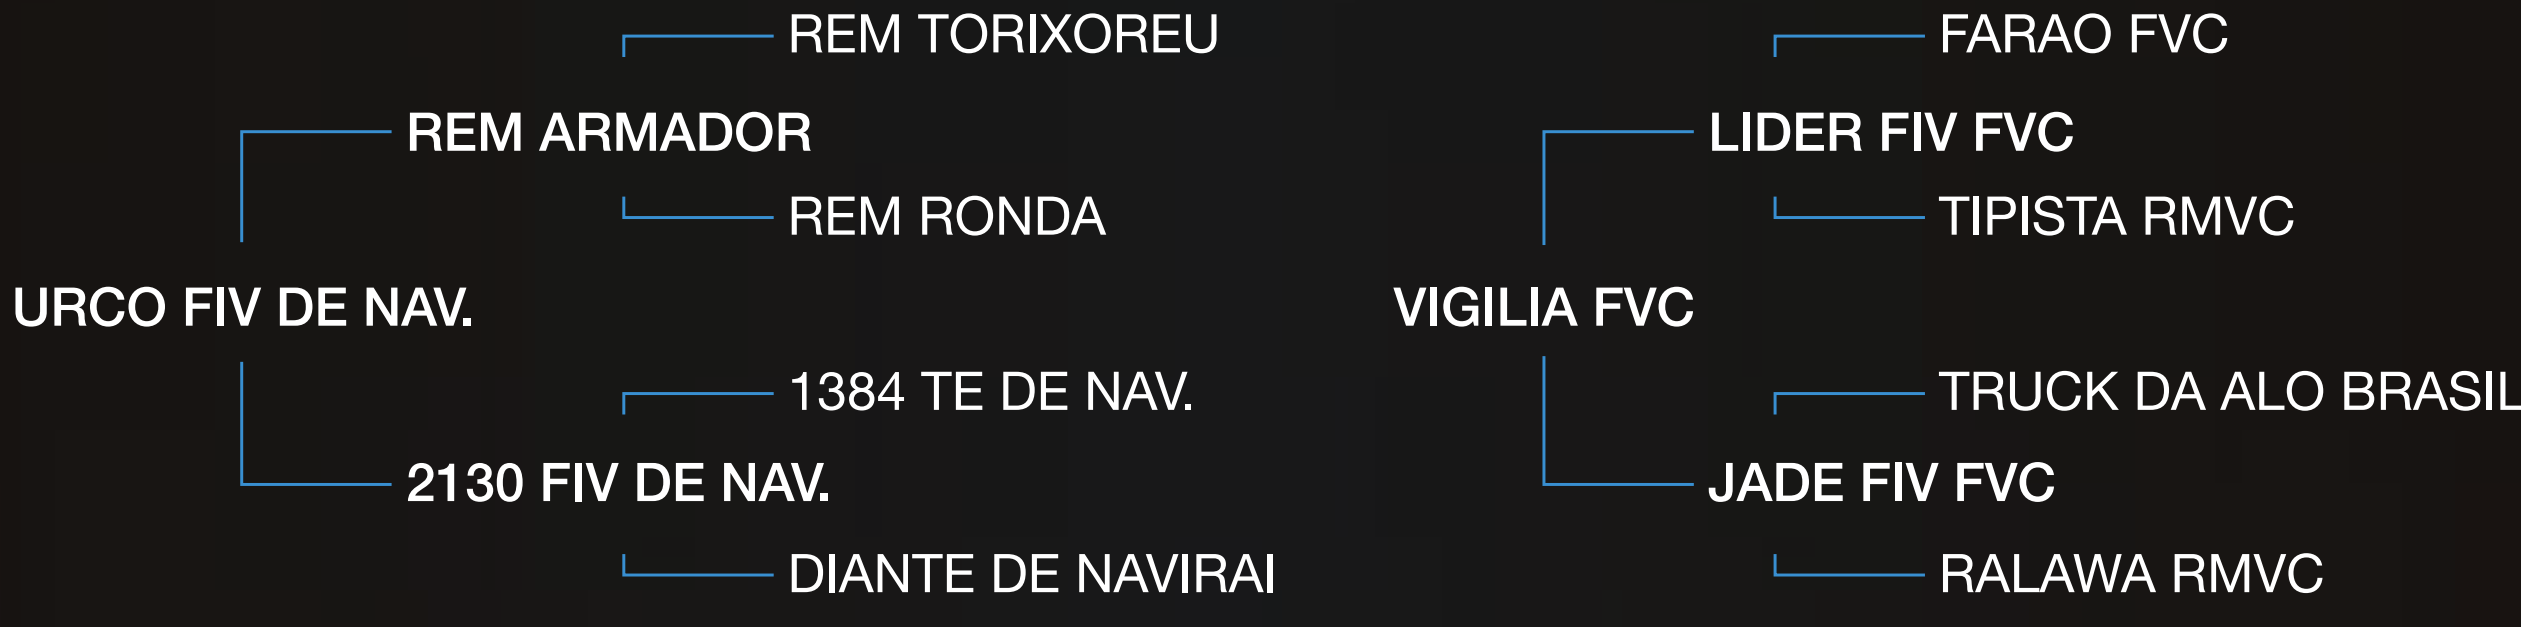 REM TORIXOREU
REM ARMADOR
REM RONDA
URCO FIV DE NAV.
1384 TE DE NAV.
2130 FIV DE NAV.
DIANTE DE NAVIRAI
FARAO FVC
LIDER FIV FVC
TIPISTA RMVC
VIGILIA FVC
TRUCK DA ALO BRASIL
JADE FIV FVC
RALAWA RMVC